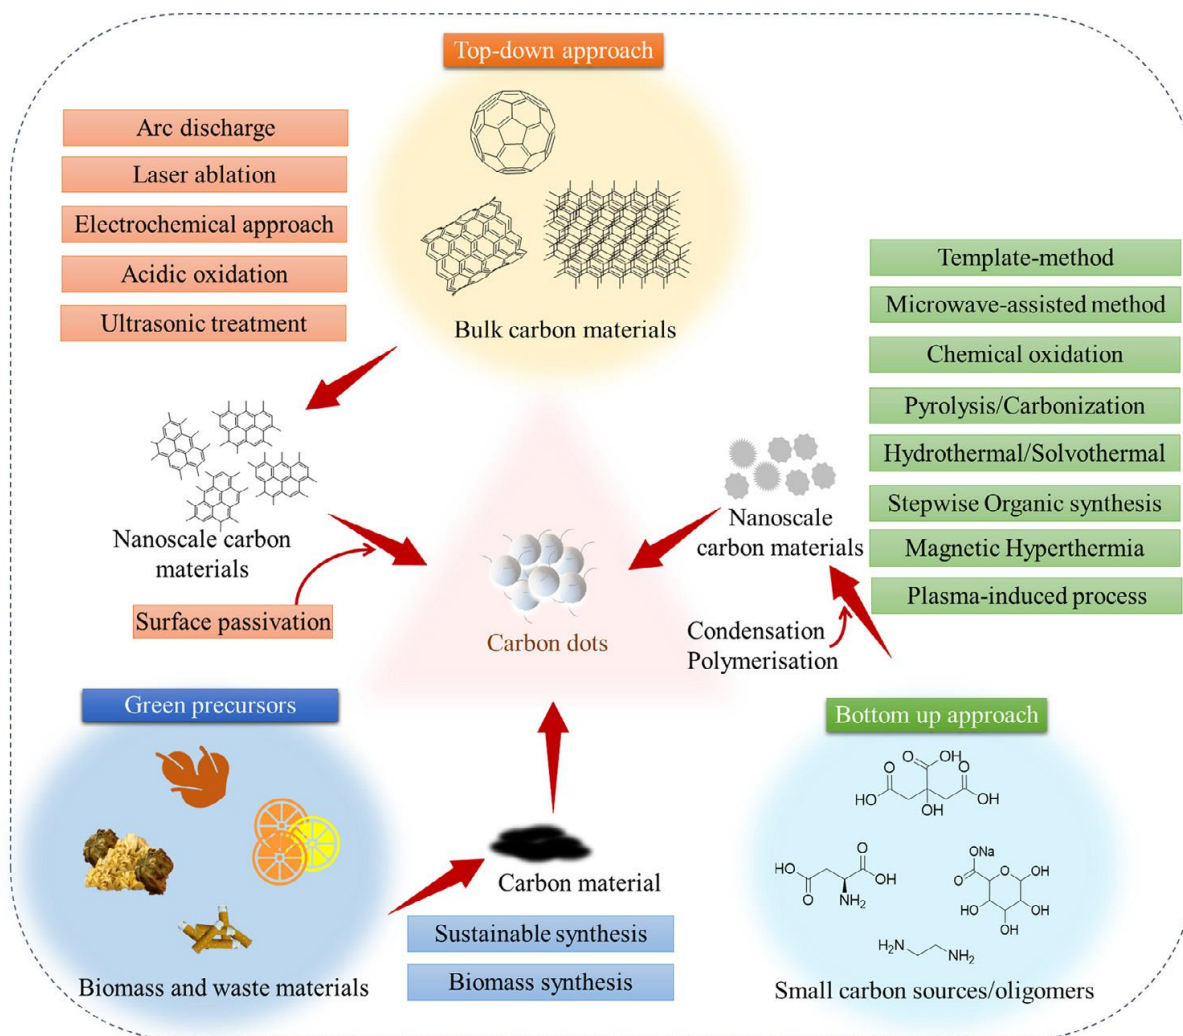 Top-down approach
Arc discharge
Laser ablation
Electrochemical approach
Acidic oxidation
Ultrasonic treatment
Bulk carbon materials
Template-method
Microwave-assisted method
Chemical oxidation
Pyrolysis/Carbonization
Hydrothermal/Solvothermal
Stepwise Organic synthesis
Magnetic Hyperthermia
Plasma-induced process
Nanoscale carbon
materials
Surface passivation
Nanoscale
carbon materials
Condensation
Polymerisation
Carbon dots
Green precursors
Biomass and waste materials
Carbon material
Sustainable synthesis
Biomass synthesis
Bottom up approach
O
OH
O
O
HO
OH
OH
O
HO
O
OH
O
NH₂
ONa
O
O
OH
HO
OH
OH
H₂N
NH₂
Small carbon sources/oligomers